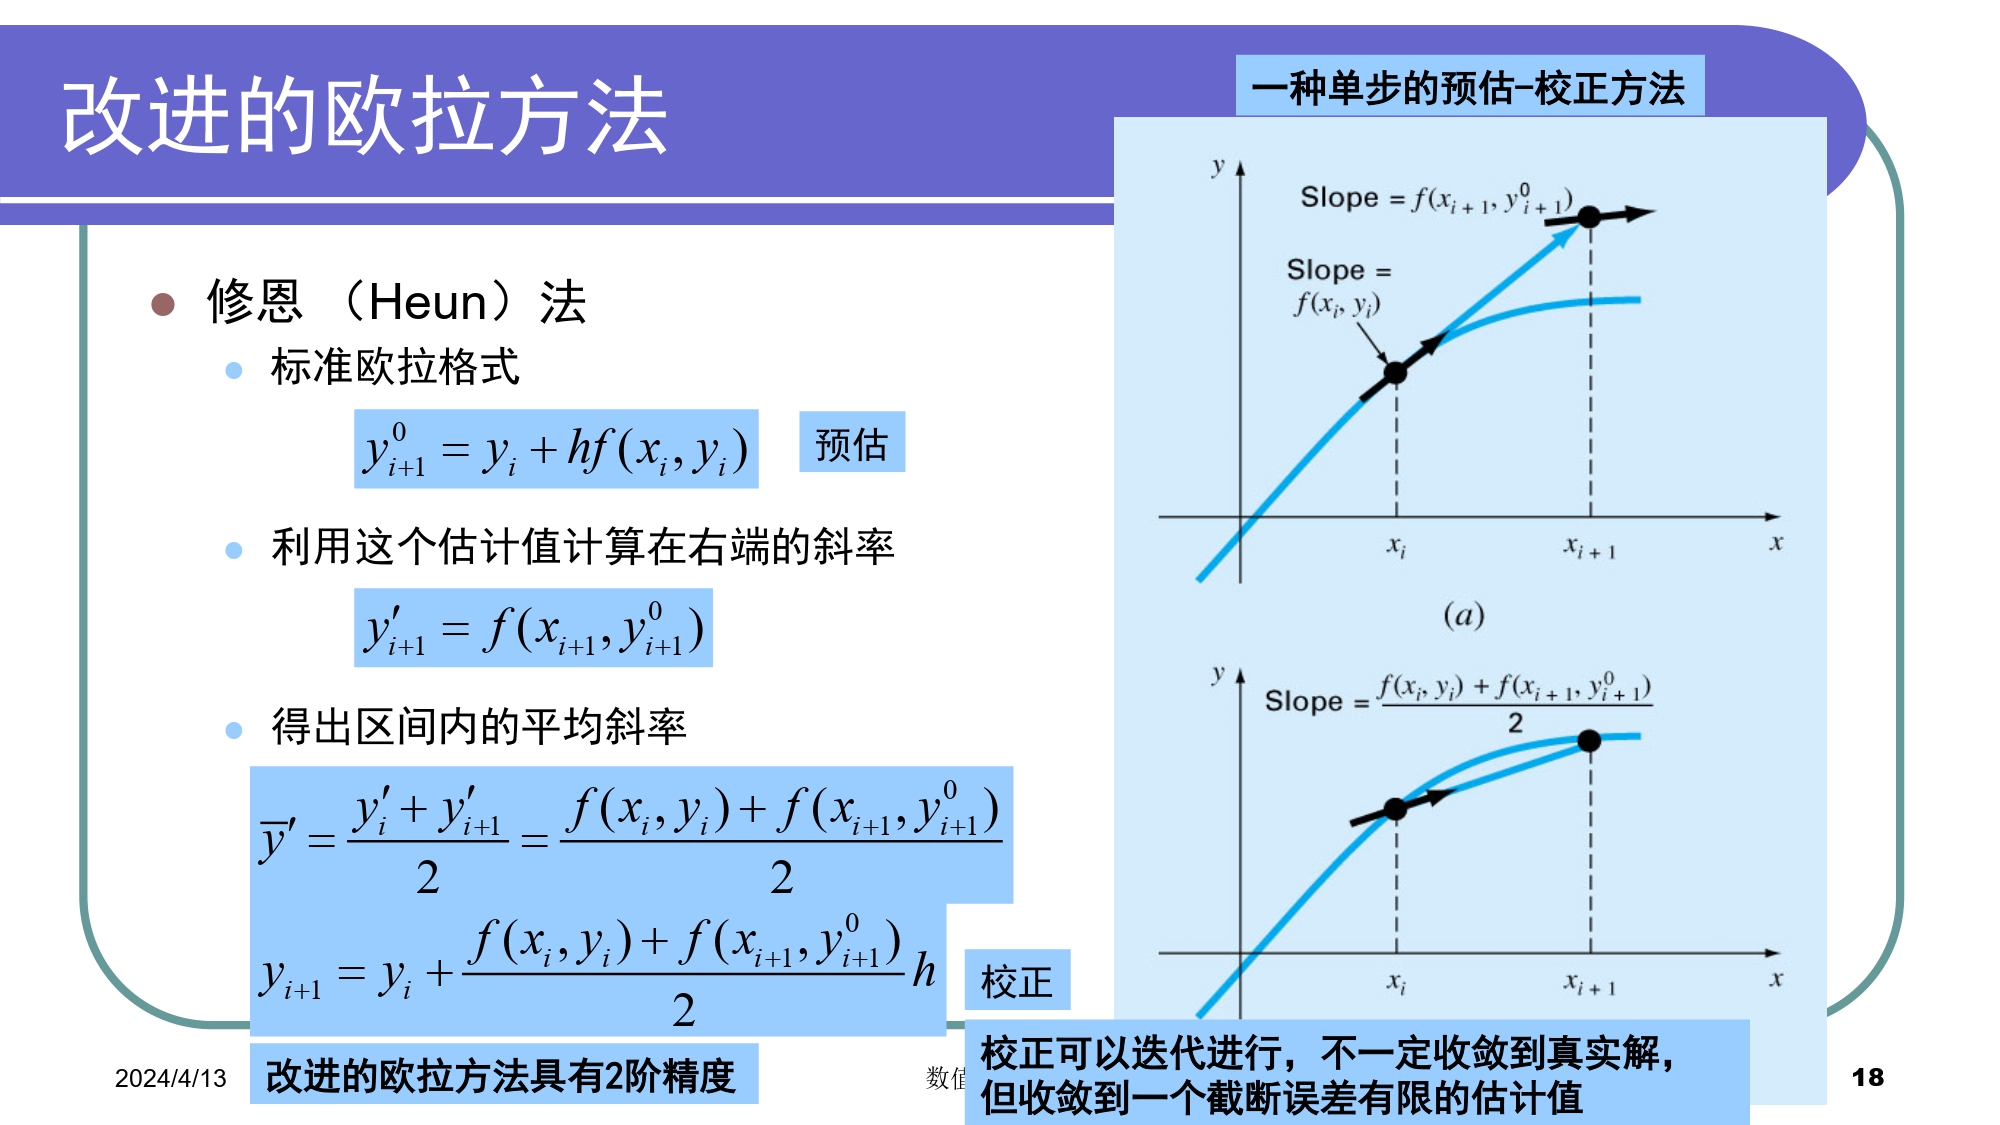 改进的欧拉方法
一种单步的预估-校正方法
修恩 （Heun）法
标准欧拉格式
y_{i+1}^0 = y_i + hf(x_i, y_i)
预估
利用这个估计值计算在右端的斜率
y'_{i+1} = f(x_{i+1}, y_{i+1}^0)
得出区间内的平均斜率
\bar{y}' = \frac{y'_i + y'_{i+1}}{2} = \frac{f(x_i, y_i) + f(x_{i+1}, y_{i+1}^0)}{2}
y_{i+1} = y_i + \frac{f(x_i, y_i) + f(x_{i+1}, y_{i+1}^0)}{2} h
校正
改进的欧拉方法具有2阶精度
y
Slope = f(x_{i+1}, y_{i+1}^0)
Slope =
f(x_i, y_i)
x_i
x_{i+1}
x
(a)
y
Slope = \frac{f(x_i, y_i) + f(x_{i+1}, y_{i+1}^0)}{2}
x_i
x_{i+1}
x
校正可以迭代进行，不一定收敛到真实解，
但收敛到一个截断误差有限的估计值
2024/4/13
数值
18